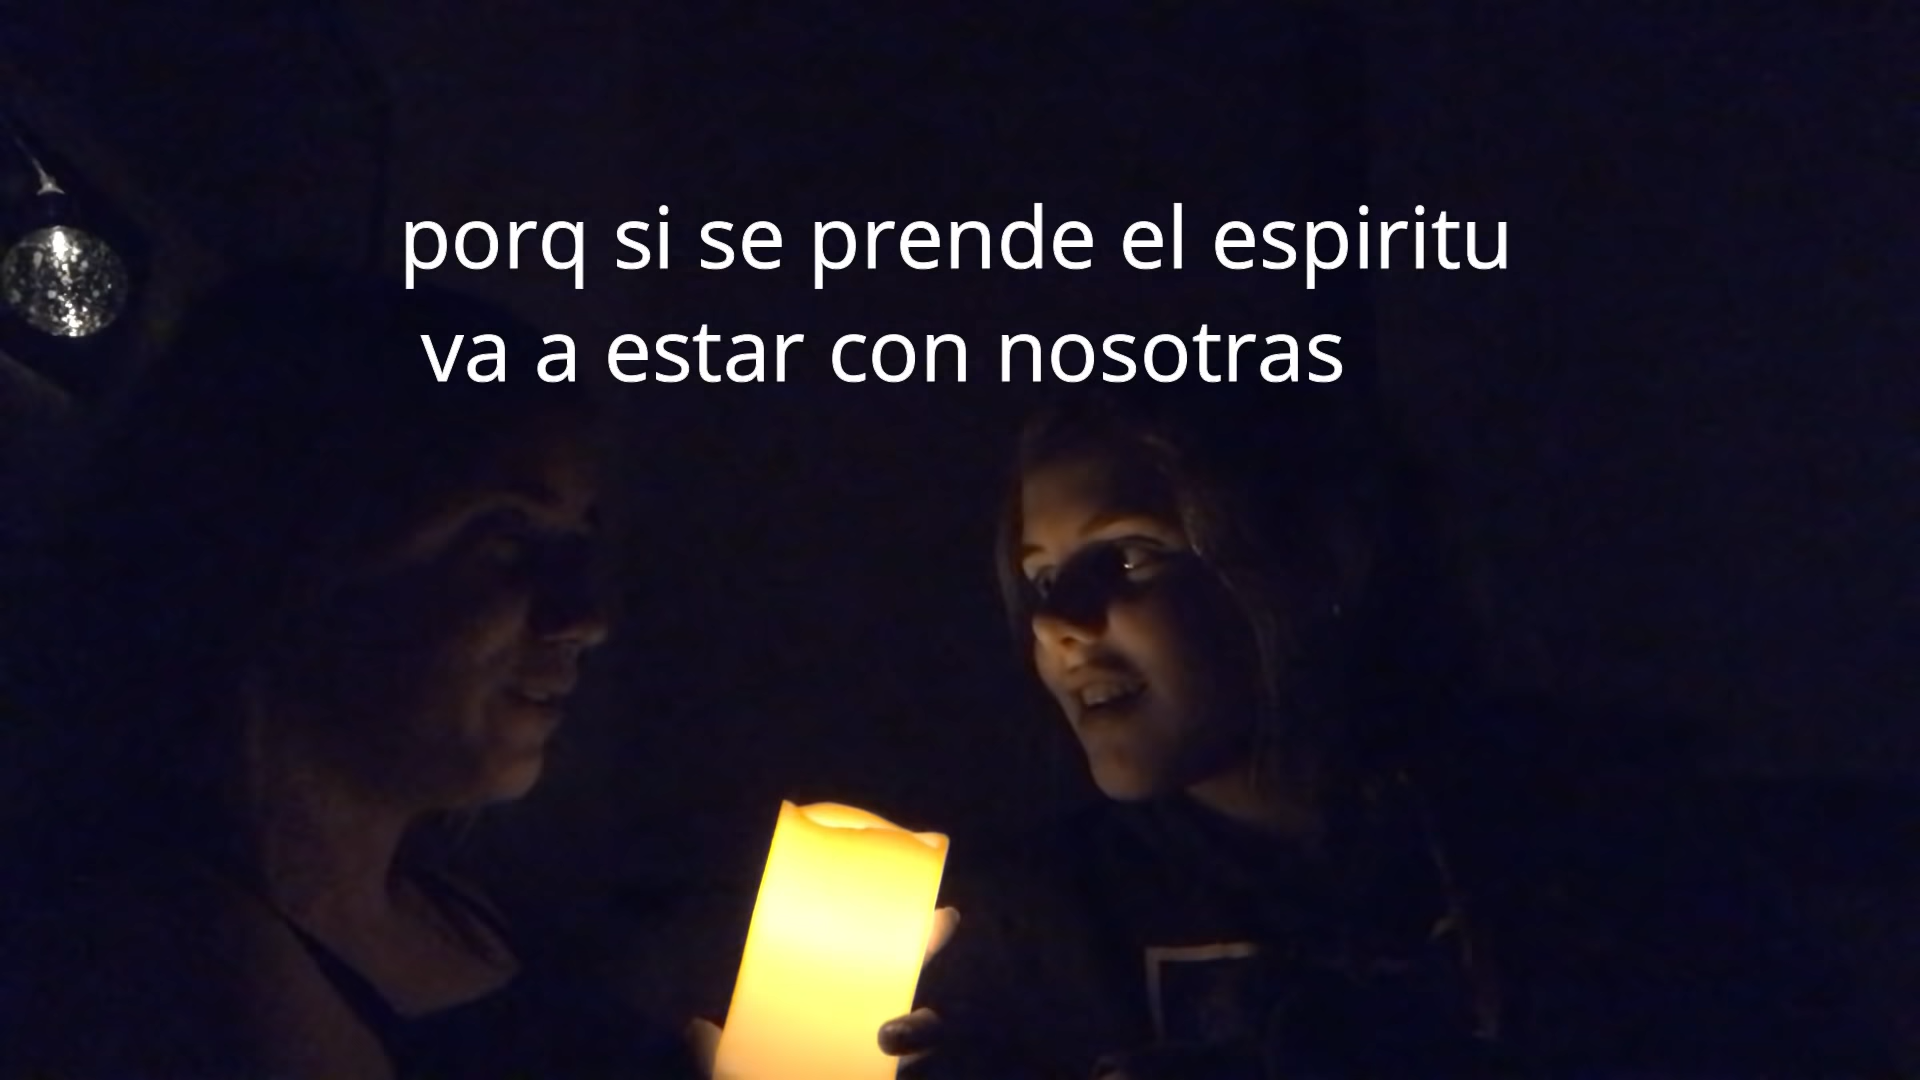 porq si se prende el espiritu
va a estar con nosotras